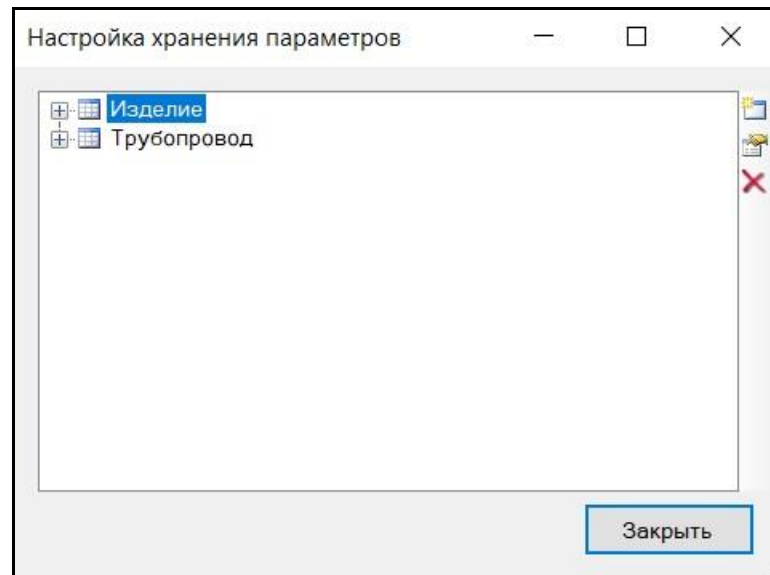 Настройка хранения параметров
Изделие
Трубопровод
Закрыть